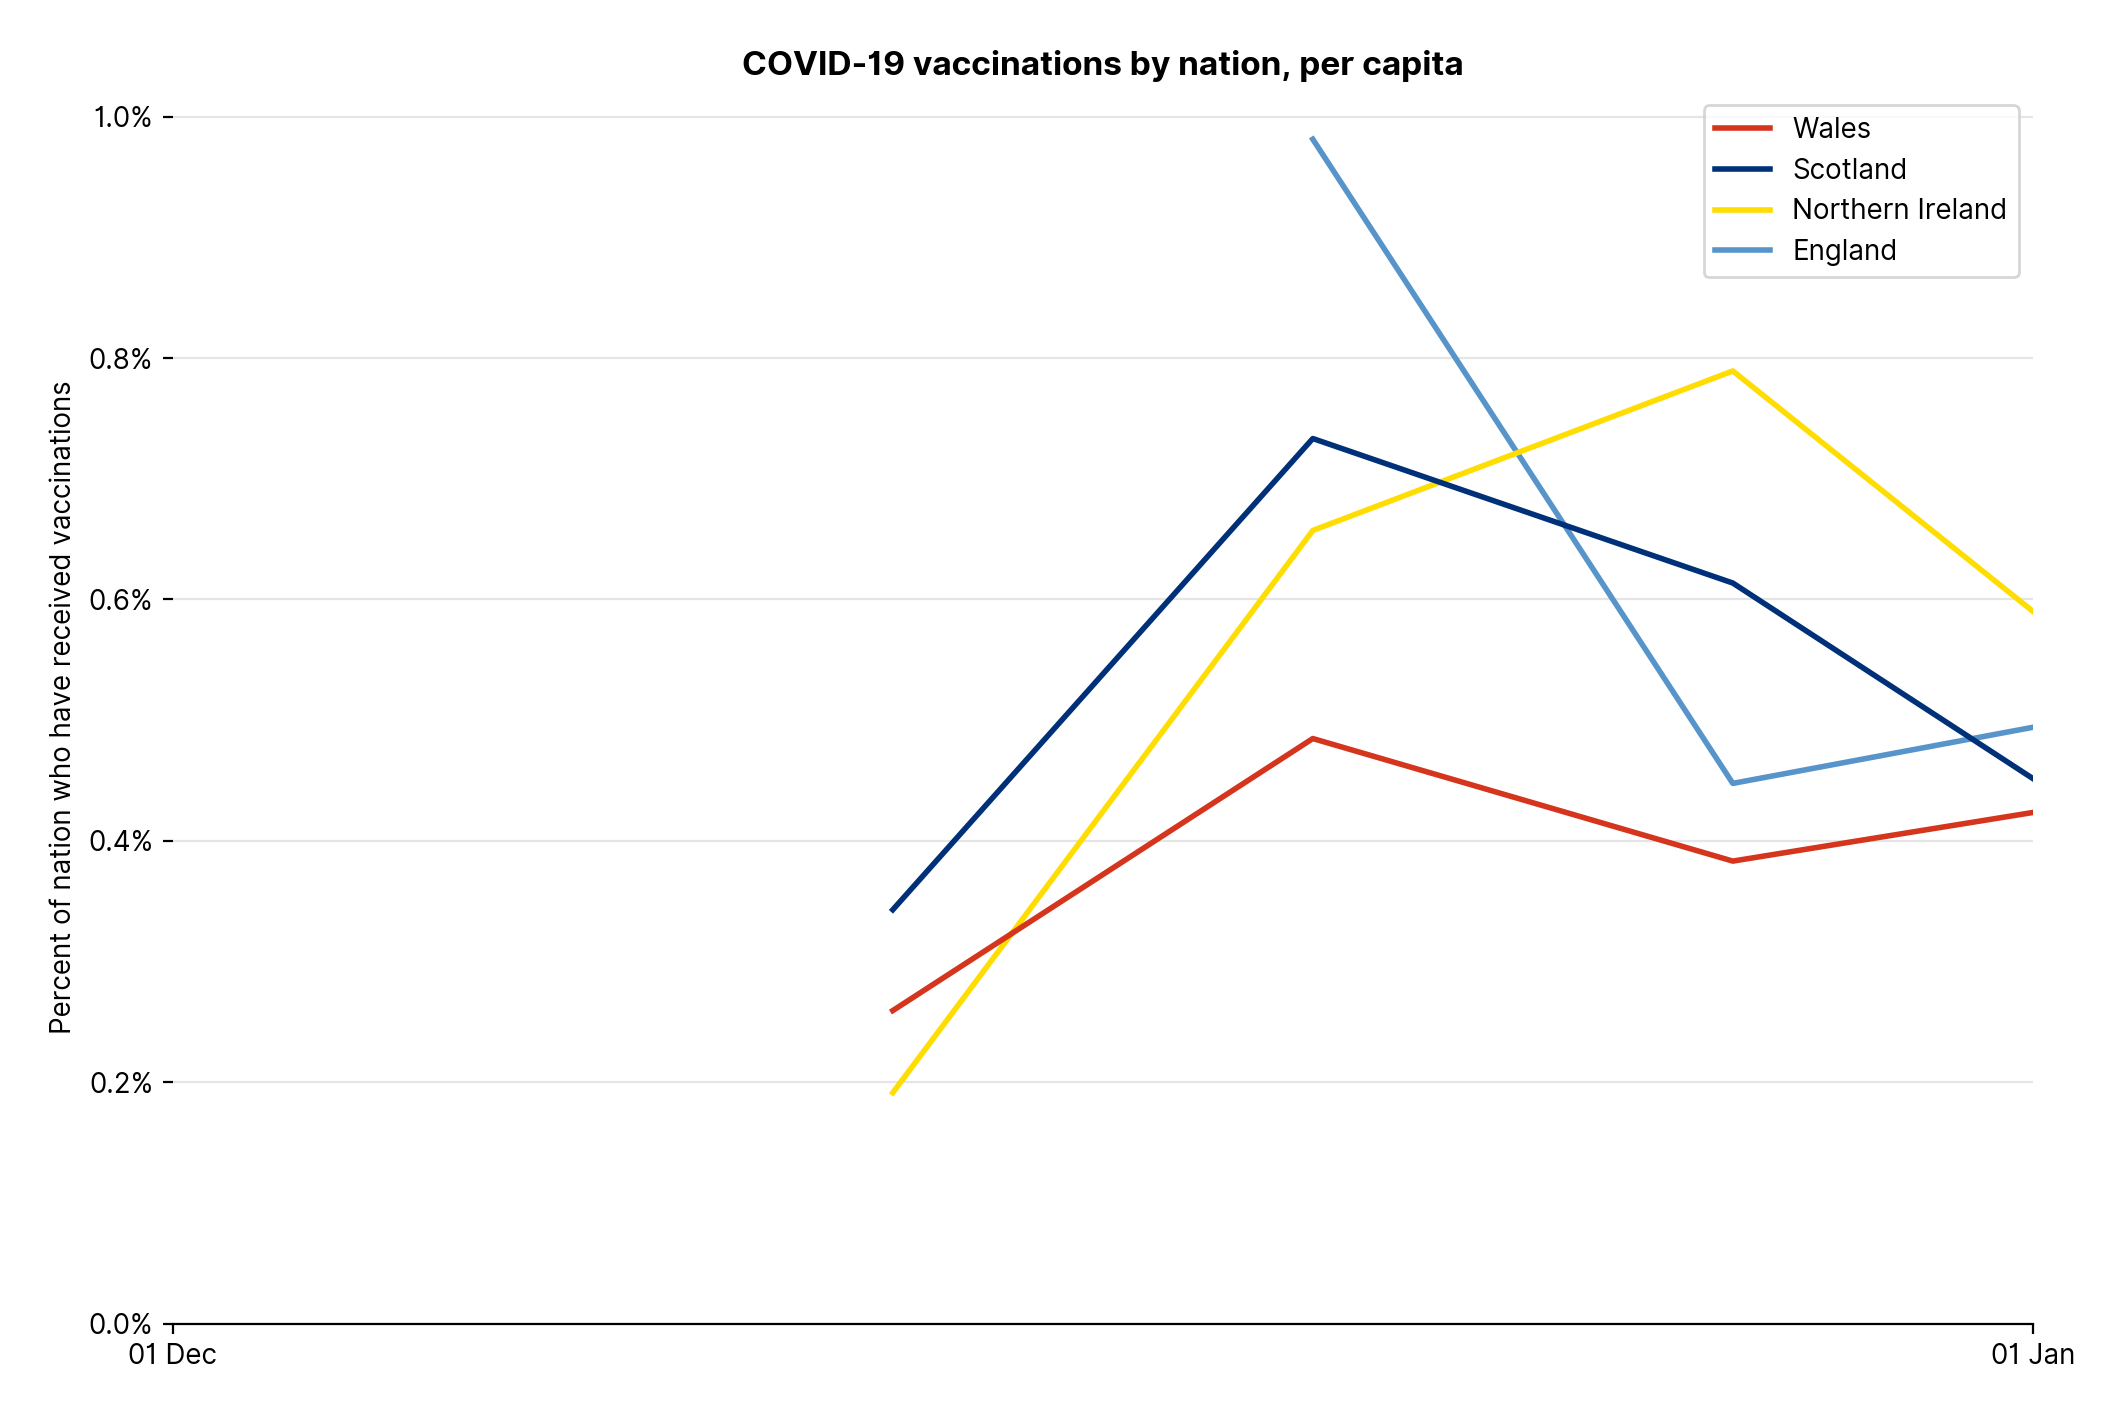 COVID-19 vaccinations by nation, per capita
Wales
Scotland
Northern Ireland
England
Percent of nation who have received vaccinations
1.0%
0.8%
0.6%
0.4%
0.2%
0.0%
01 Dec
01 Jan